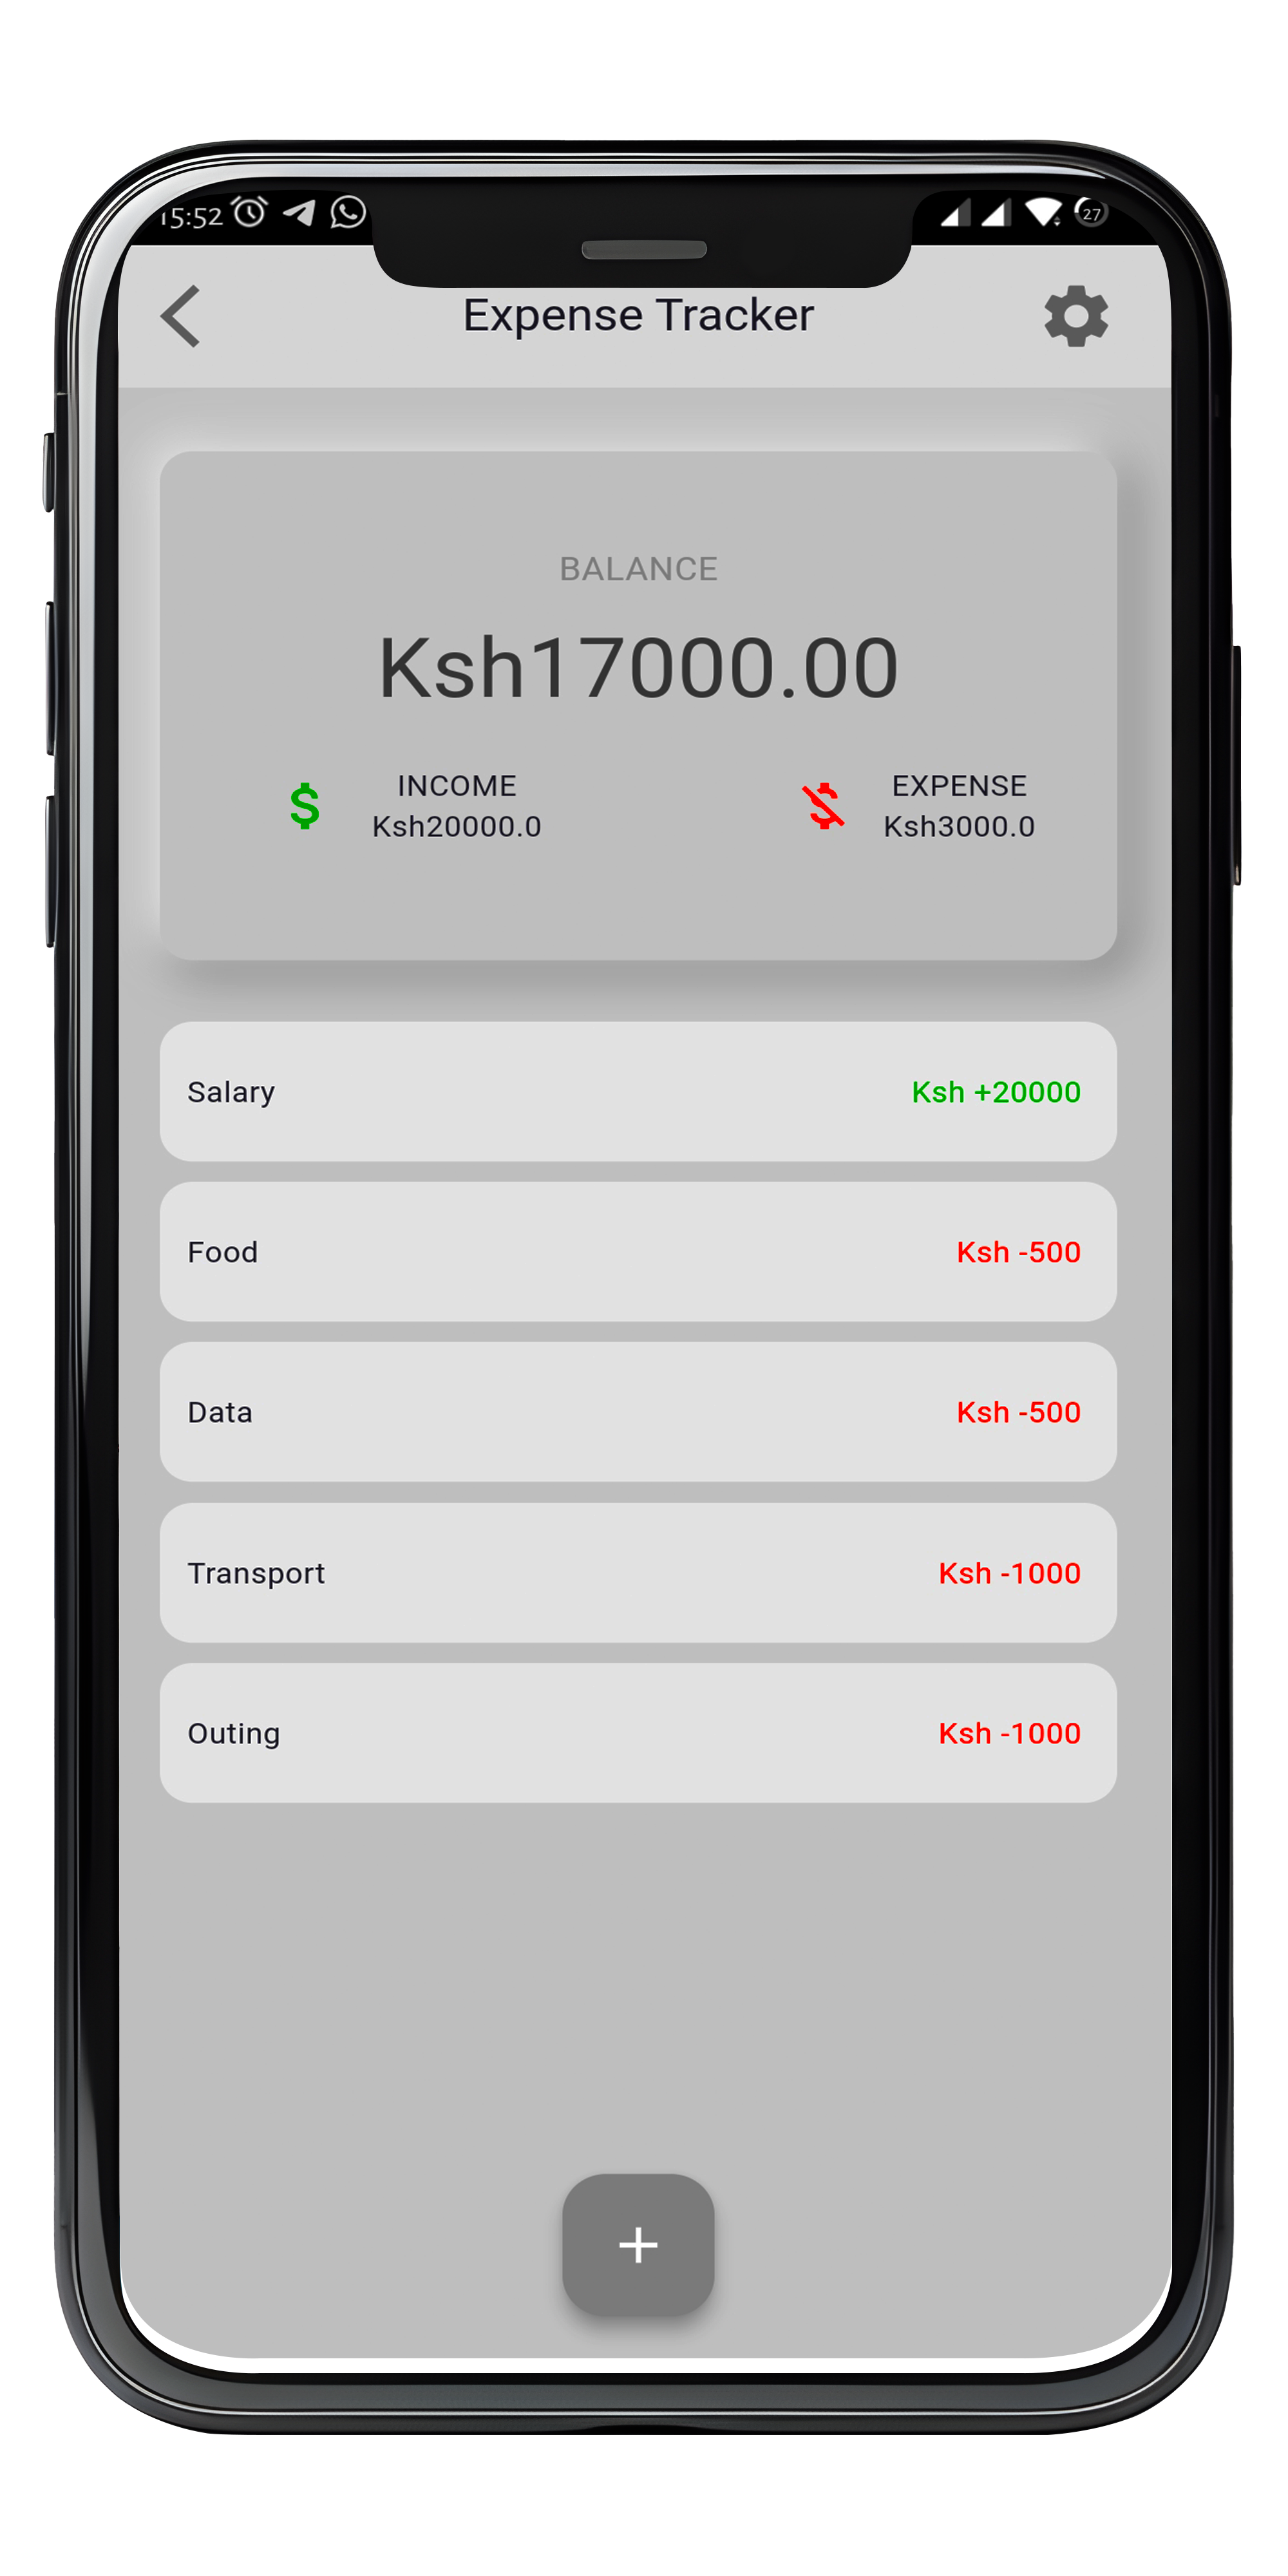 15:52 27
Expense Tracker
BALANCE
Ksh17000.00
$ INCOME
Ksh20000.0
EXPENSE
Ksh3000.0
Salary Ksh +20000
Food Ksh -500
Data Ksh -500
Transport Ksh -1000
Outing Ksh -1000
+